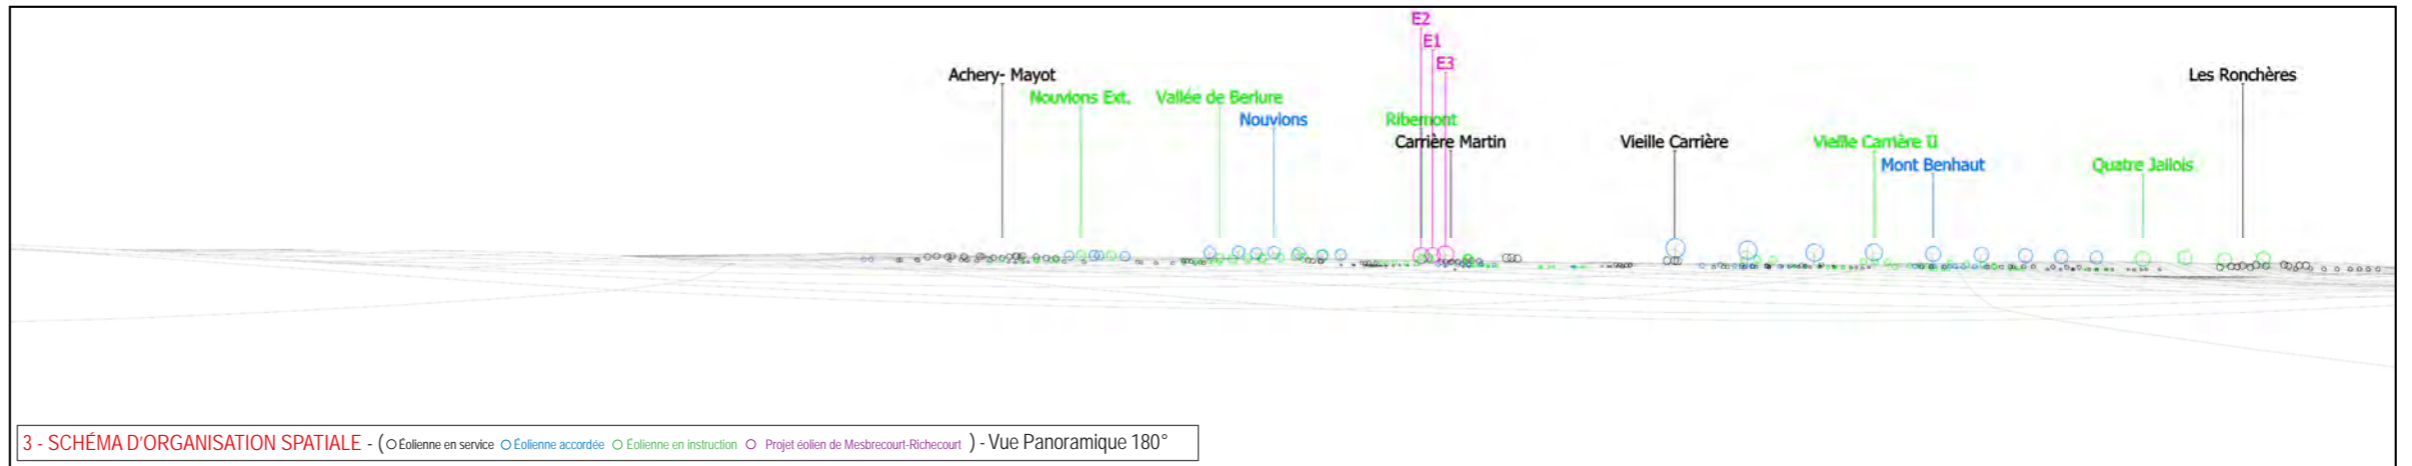 E2
E1
E3
Achery- Mayot
Les Ronchères
Nouvions Ext.
Vallée de Berlure
Nouvions
Ribemont
Carrière Martin
Vieille Carrière
Vieille Carrière II
Mont Benhaut
Quatre Jallois
3 - SCHÉMA D'ORGANISATION SPATIALE - ( Éolienne en service Éolienne accordée Éolienne en instruction Projet éolien de Mesbrecourt-Richecourt ) - Vue Panoramique 180°